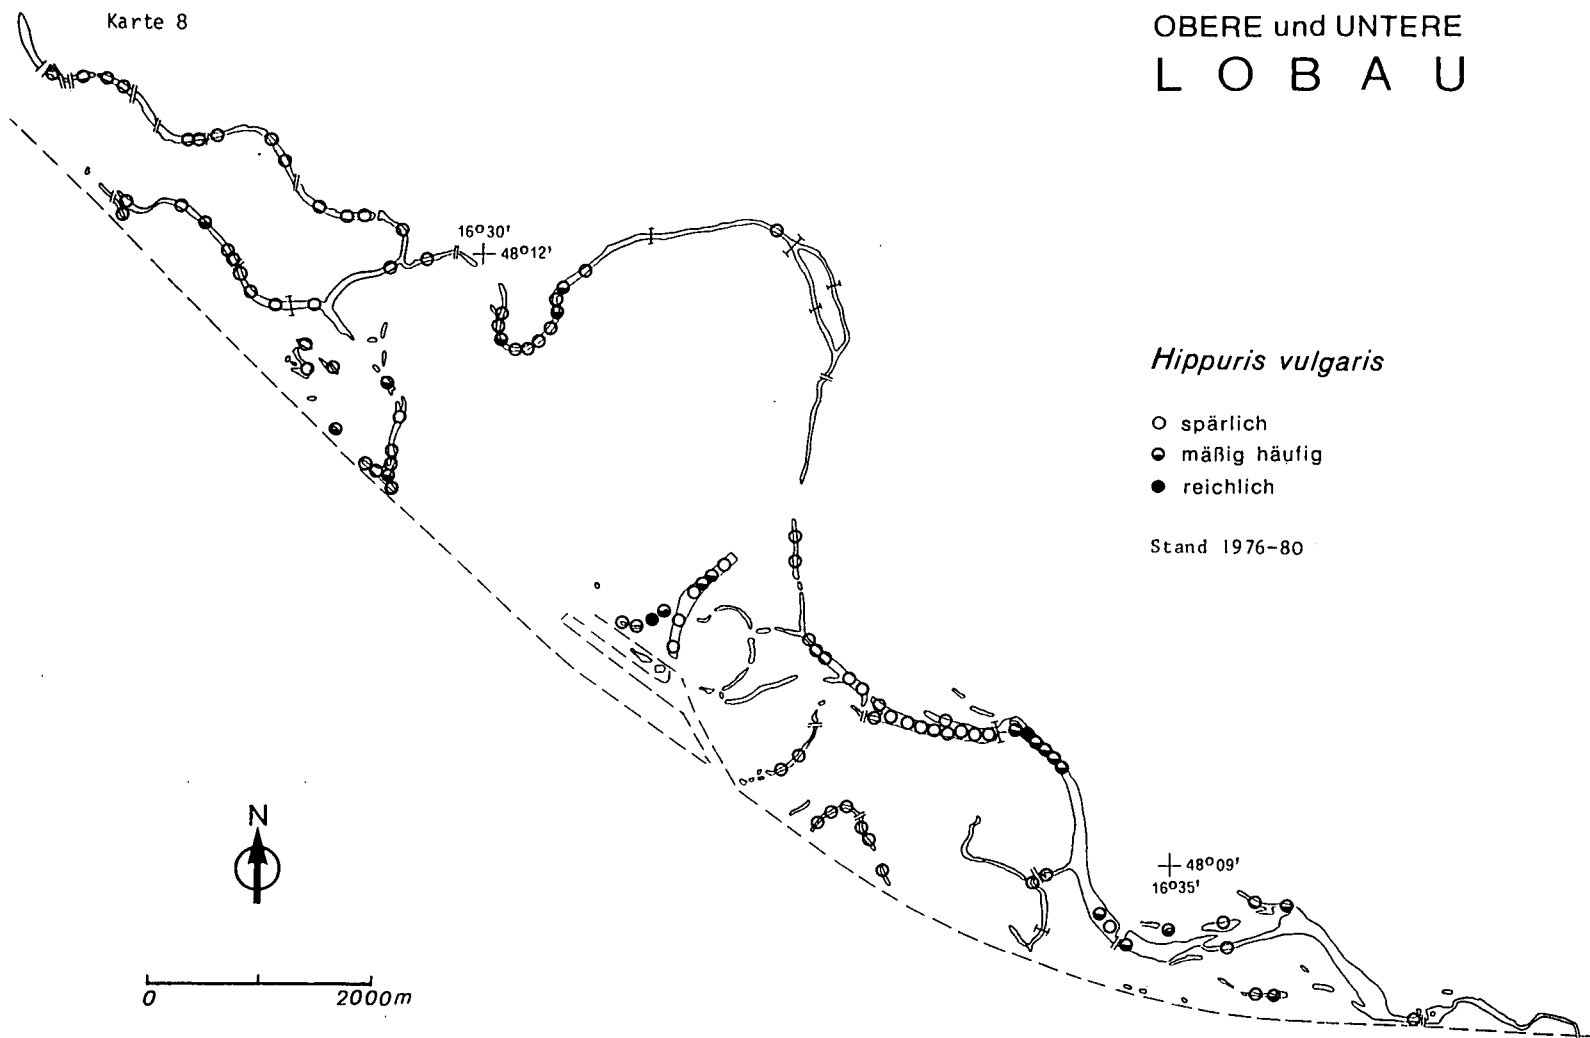 Karte 8
OBERE und UNTERE
LOBAU
16°30'
48°12'
Hippuris vulgaris
spärlich
mäßig häufig
reichlich
Stand 1976-80
N
48°09'
16°35'
0 2000m